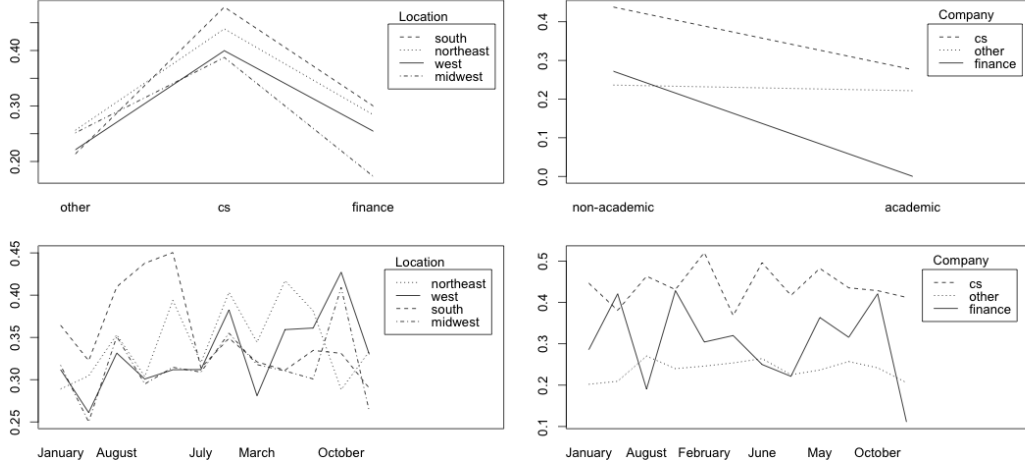 Location
south
northeast
west
midwest
0.40
0.30
0.20
other cs finance
Company
cs
other
finance
0.4
0.3
0.2
0.1
0.0
non-academic academic
Location
northeast
west
south
midwest
0.45
0.40
0.35
0.30
0.25
January August July March October
Company
cs
other
finance
0.5
0.4
0.3
0.2
0.1
January August February June May October